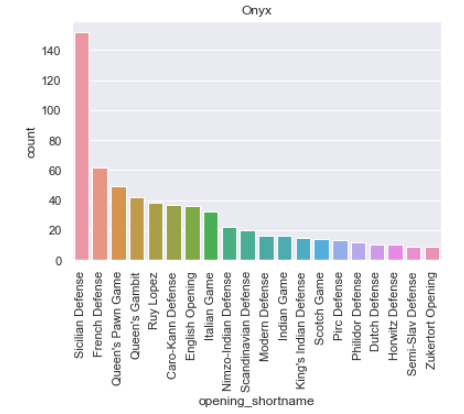 Onyx
count
140
120
100
80
60
40
20
0
Sicilian Defense
French Defense
Queen's Pawn Game
Queen's Gambit
Ruy Lopez
Caro-Kann Defense
English Opening
Italian Game
Nimzo-Indian Defense
Scandinavian Defense
Modern Defense
Indian Game
King's Indian Defense
Scotch Game
Pirc Defense
Philidor Defense
Dutch Defense
Horwitz Defense
Semi-Slav Defense
Zukertort Opening
opening_shortname